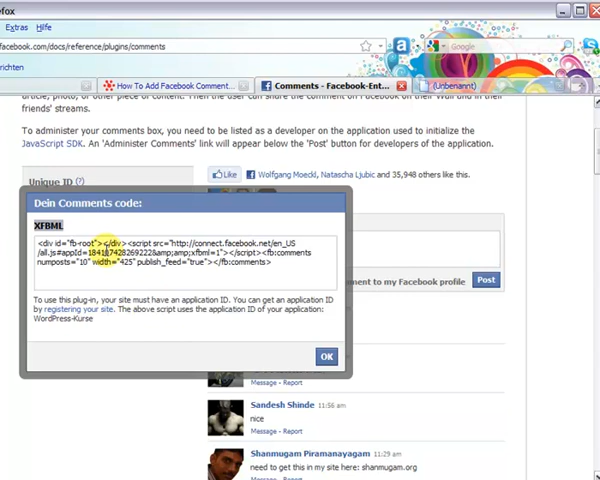 efox
Extras Hilfe
facebook.com/docs/reference/plugins/comments
Google
richten
How To Add Facebook Comment...
Comments - Facebook-Ent...
(Unbenannt)
article, photo, or other piece of content. Then the user can share the comment on Facebook on their Wall and in their
friends' streams.
To administer your comments box, you need to be listed as a developer on the application used to initialize the
JavaScript SDK. An 'Administer Comments' link will appear below the 'Post' button for developers of the application.
Unique ID (?)
Like
Wolfgang Moeckl, Natascha Ljubic and 35,948 others like this.
Dein Comments code:
XFBML
<div id="fb-root"></div><script src="http://connect.facebook.net/en_US
/all.js#appId=184187428269222&amp;amp;xfbml=1"></script><fb:comments
numposts="10" width="425" publish_feed="true"></fb:comments>
mment to my Facebook profile
Post
To use this plug-in, your site must have an application ID. You can get an application ID
by registering your site. The above script uses the application ID of your application:
WordPress-Kurse
OK
Message - Report
Sandesh Shinde 11:56 am
nice
Message - Report
Shanmugam Piramanayagam 11:29 am
need to get this in my site here: shanmugam.org
Message - Report